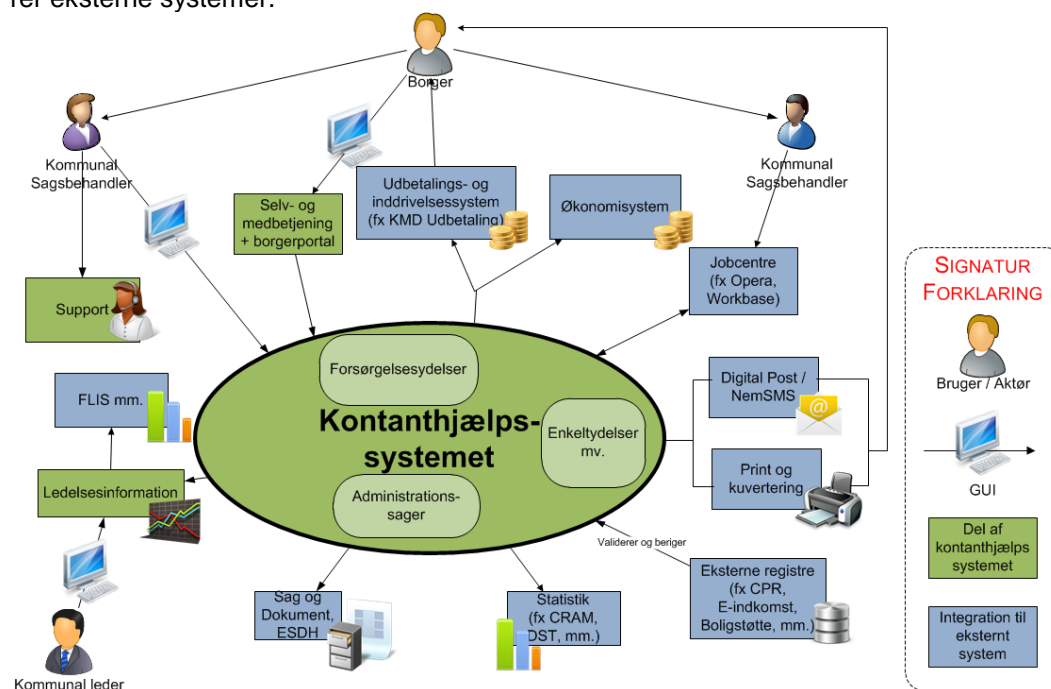 rer eksterne systemer.
Borger
Kommunal
Sagsbehandler
Kommunal
Sagsbehandler
Selv- og
medbetjening
+ borgerportal
Udbetalings- og
inddrivelsessystem
(fx KMD Udbetaling)
Økonomisystem
Jobcentre
(fx Opera,
Workbase)
Support
Forsørgelsesydelser
Kontanthjælps-
systemet
Enkeltydelser
mv.
Administrations-
sager
FLIS mm.
Ledelsesinformation
Kommunal leder
Digital Post /
NemSMS
Print og
kuvertering
Validerer og beriger
Eksterne registre
(fx CPR,
E-indkomst,
Boligstøtte, mm.)
Sag og
Dokument,
ESDH
Statistik
(fx CRAM,
DST, mm.)
SIGNATUR
FORKLARING
Bruger / Aktør
GUI
Del af
kontanthjælps
systemet
Integration til
eksternt
system